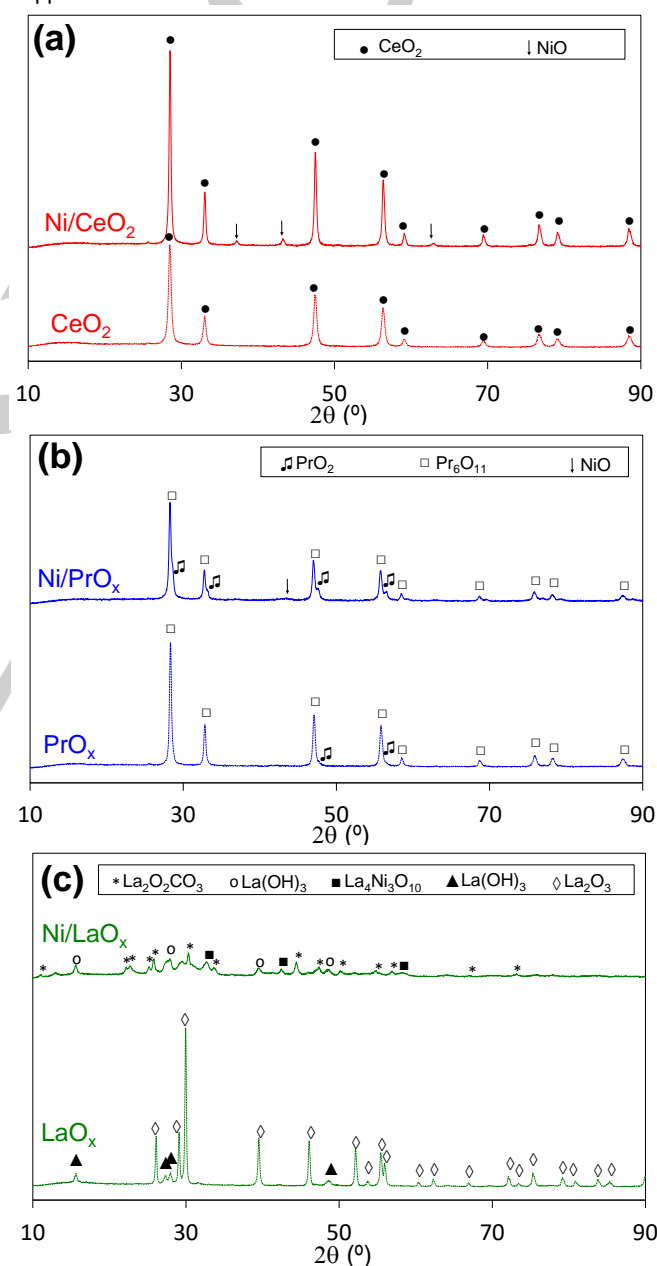 (a)
● CeO₂ ↓ NiO
Ni/CeO₂
CeO₂
10 30 50 70 90
2θ (º)
(b)
♫ PrO₂ □ Pr₆O₁₁ ↓ NiO
Ni/PrOₓ
PrOₓ
10 30 50 70 90
2θ (º)
(c)
* La₂O₂CO₃ o La(OH)₃ ■ La₄Ni₃O₁₀ ▲ La(OH)₃ ◊ La₂O₃
Ni/LaOₓ
LaOₓ
10 30 50 70 90
2θ (º)